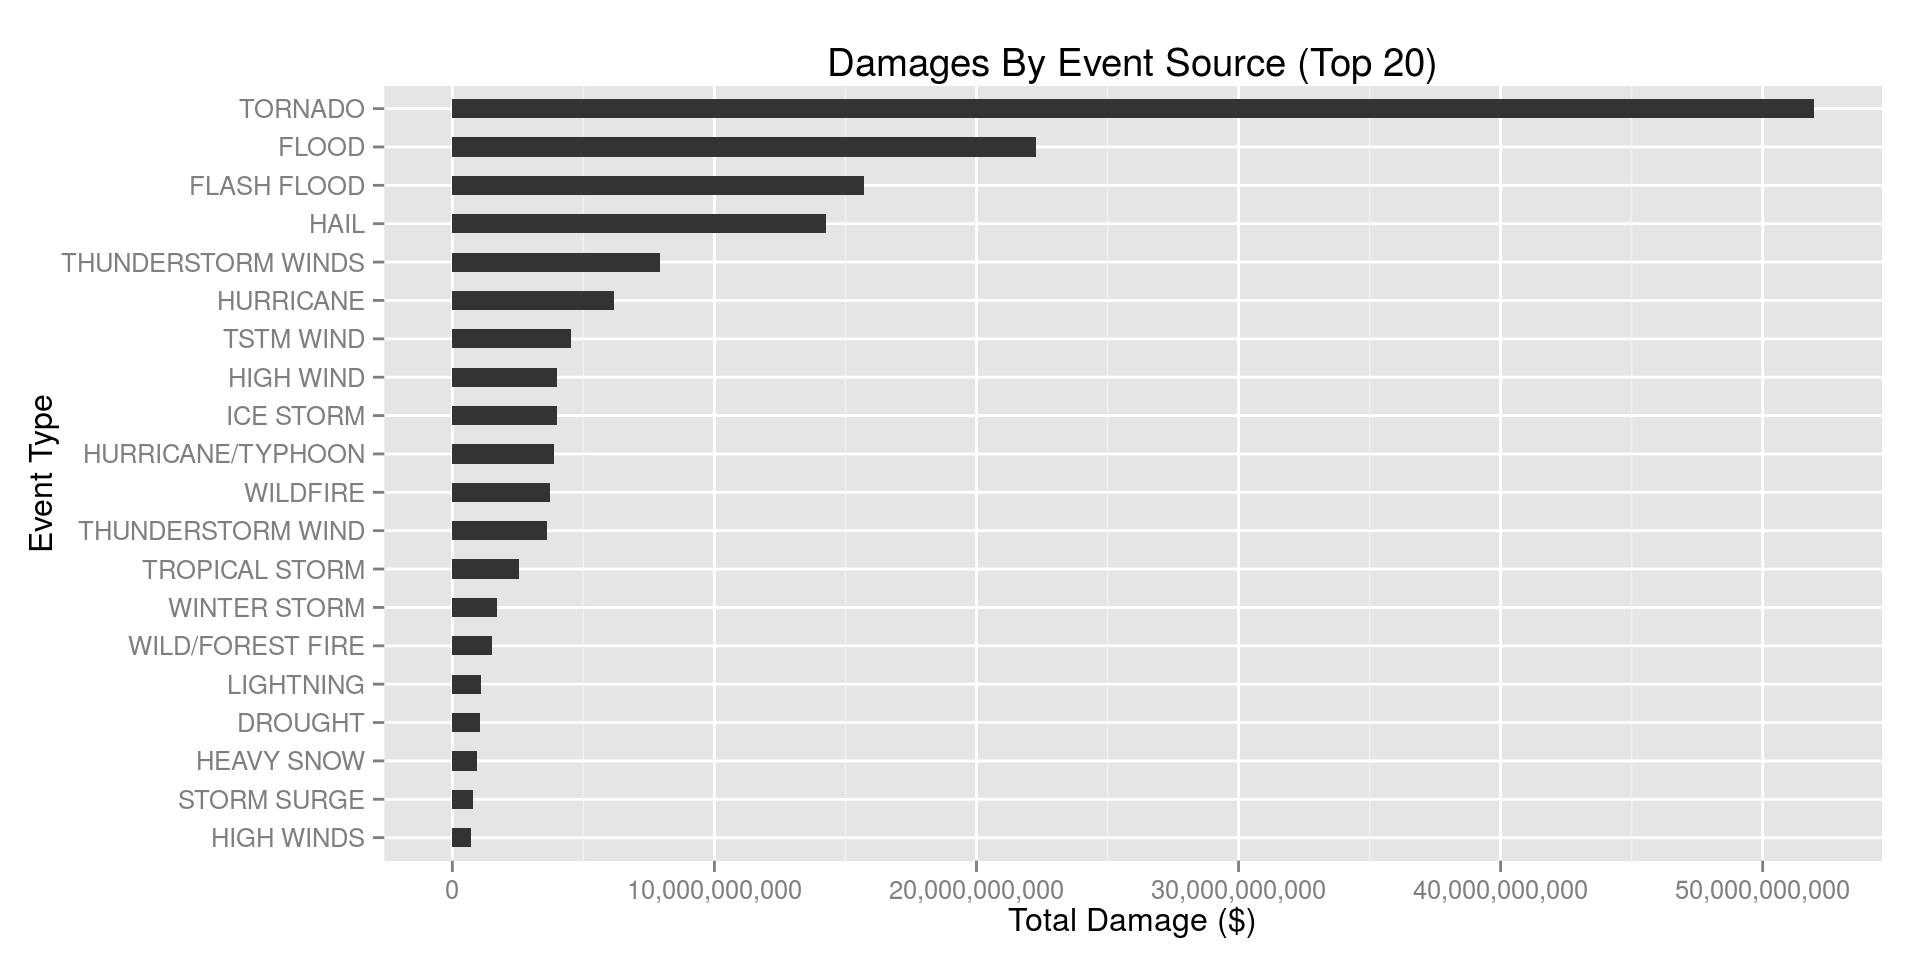 Damages By Event Source (Top 20)
TORNADO
FLOOD
FLASH FLOOD
HAIL
THUNDERSTORM WINDS
HURRICANE
TSTM WIND
HIGH WIND
ICE STORM
HURRICANE/TYPHOON
WILDFIRE
THUNDERSTORM WIND
TROPICAL STORM
WINTER STORM
WILD/FOREST FIRE
LIGHTNING
DROUGHT
HEAVY SNOW
STORM SURGE
HIGH WINDS
Event Type
0 10,000,000,000 20,000,000,000 30,000,000,000 40,000,000,000 50,000,000,000
Total Damage ($)